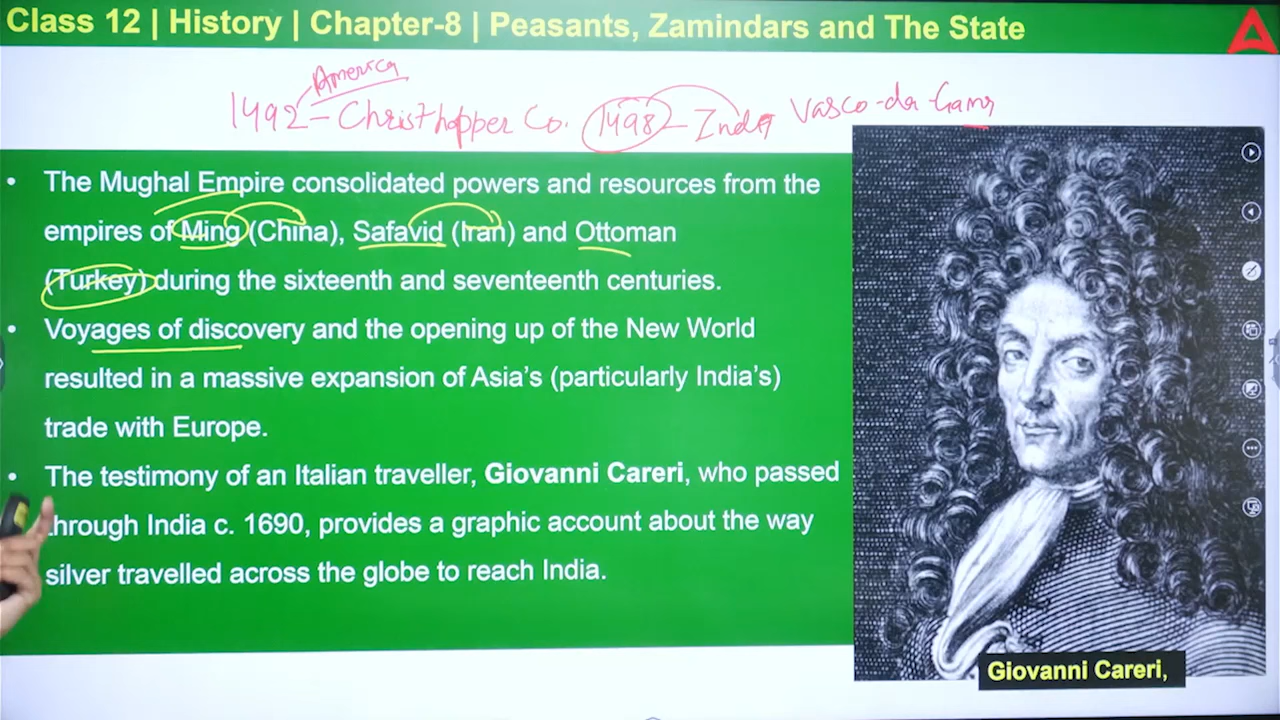 Class 12 | History | Chapter-8 | Peasants, Zamindars and The State
America
1492 - Christhopper Co. 1498 - India Vasco-da-Gama
• The Mughal Empire consolidated powers and resources from the
empires of Ming (China), Safavid (Iran) and Ottoman
(Turkey) during the sixteenth and seventeenth centuries.
• Voyages of discovery and the opening up of the New World
resulted in a massive expansion of Asia's (particularly India's)
trade with Europe.
• The testimony of an Italian traveller, Giovanni Careri, who passed
through India c. 1690, provides a graphic account about the way
silver travelled across the globe to reach India.
Giovanni Careri,